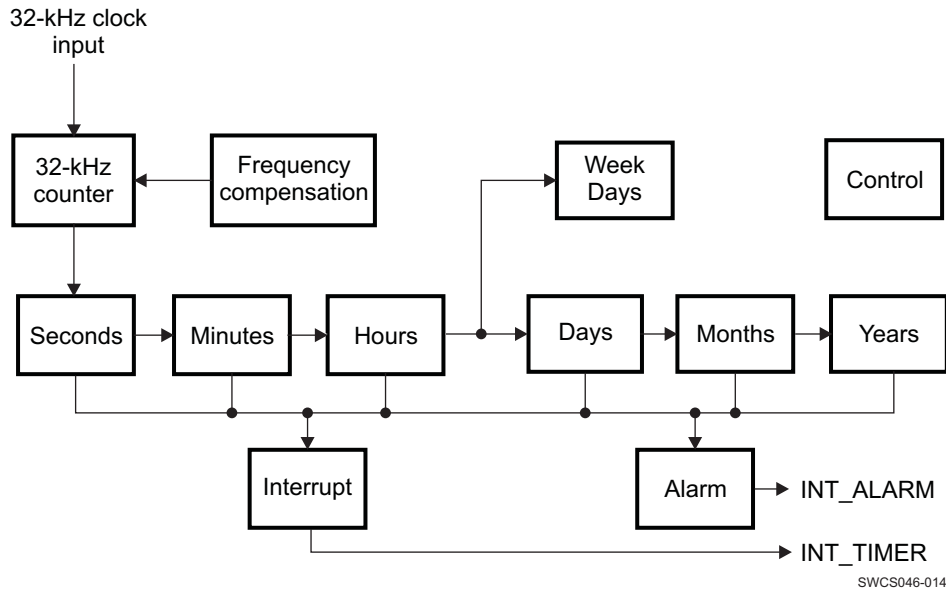 32-kHz clock
input
32-kHz
counter
Frequency
compensation
Week
Days
Control
Seconds
Minutes
Hours
Days
Months
Years
Interrupt
Alarm
INT_ALARM
INT_TIMER
SWCS046-014